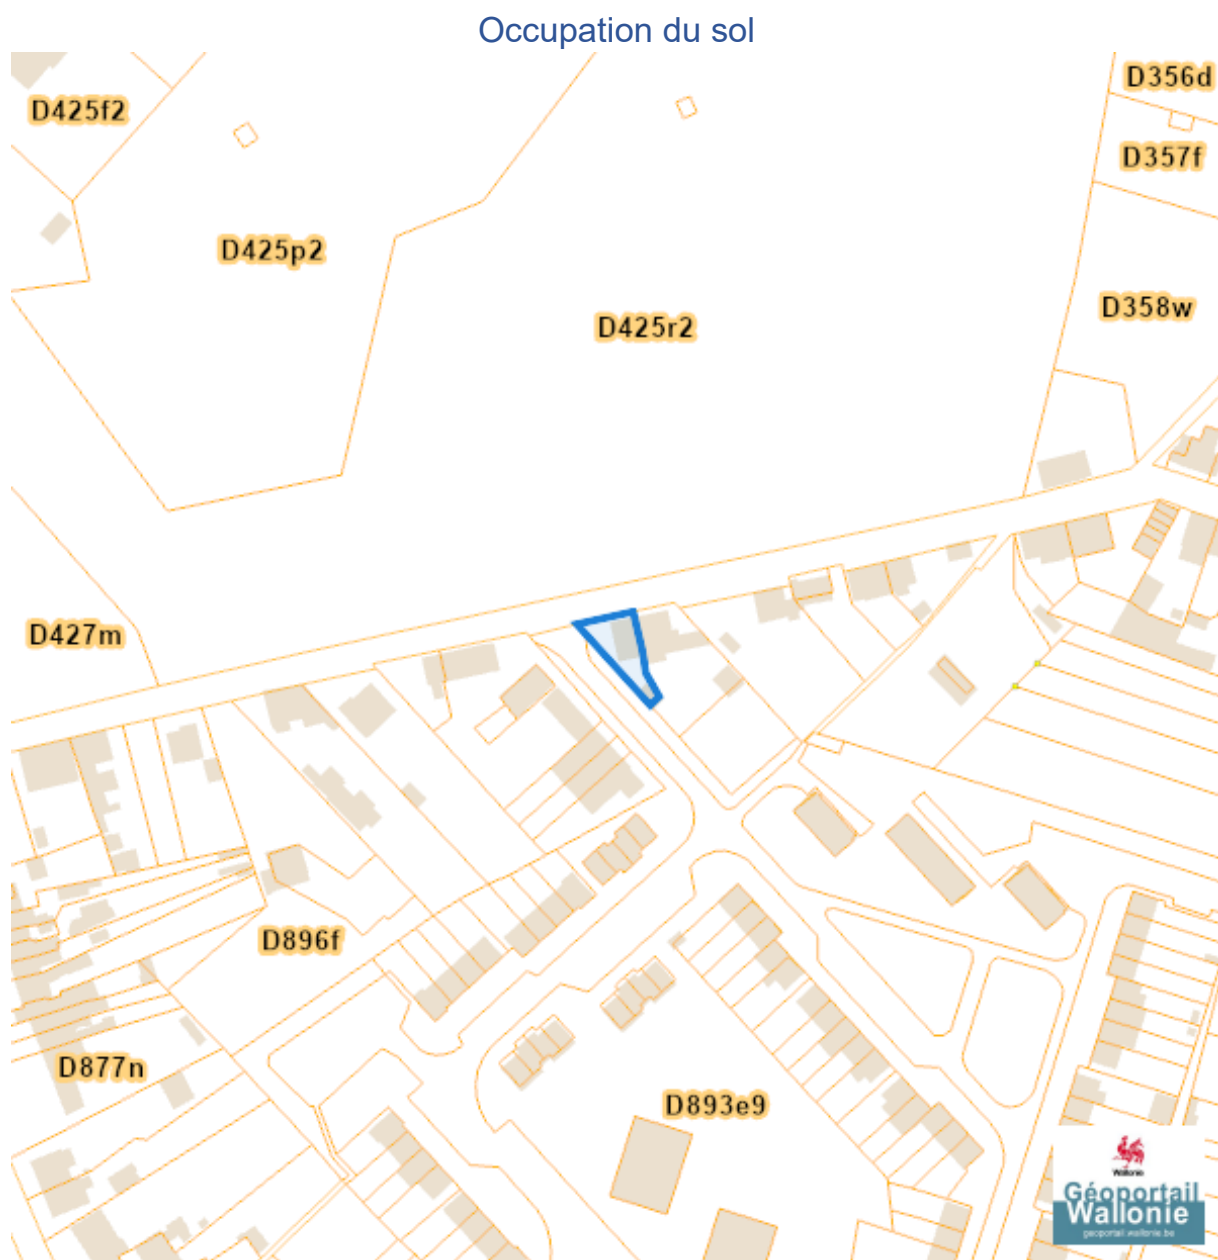 Occupation du sol
D356d
D425f2
D357f
D425p2
D358w
D425r2
D427m
D896f
D877n
D893e9
Wallonie
Géoportail
Wallonie
geoportail.wallonie.be